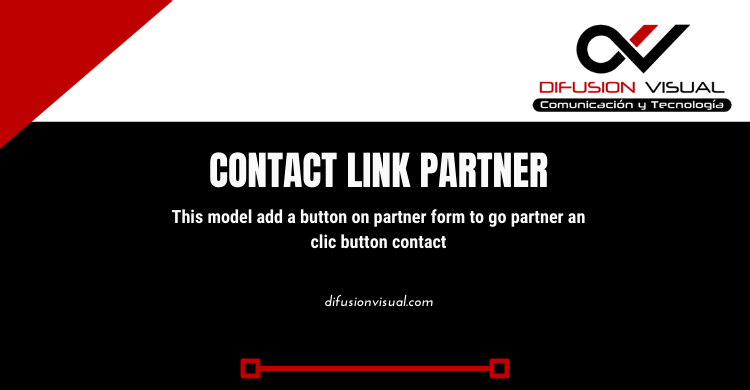 DIFUSION VISUAL
Comunicación y Tecnología
CONTACT LINK PARTNER
This model add a button on partner form to go partner an
clic button contact
difusionvisual.com